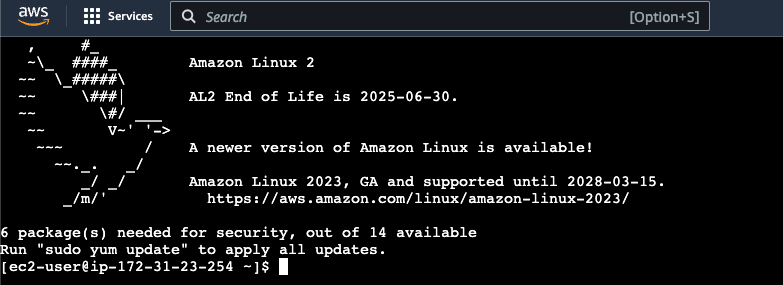 aws
Services
Search
[Option+S]
   ,     #_
   ~\_  ####_        Amazon Linux 2
  ~~  \_#####\
  ~~     \###|       AL2 End of Life is 2025-06-30.
  ~~       \#/ ___
   ~~       V~' '->
    ~~~         /    A newer version of Amazon Linux is available!
      ~~._.   _/
         _/ _/       Amazon Linux 2023, GA and supported until 2028-03-15.
       _/m/'           https://aws.amazon.com/linux/amazon-linux-2023/
6 package(s) needed for security, out of 14 available
Run "sudo yum update" to apply all updates.
[ec2-user@ip-172-31-23-254 ~]$